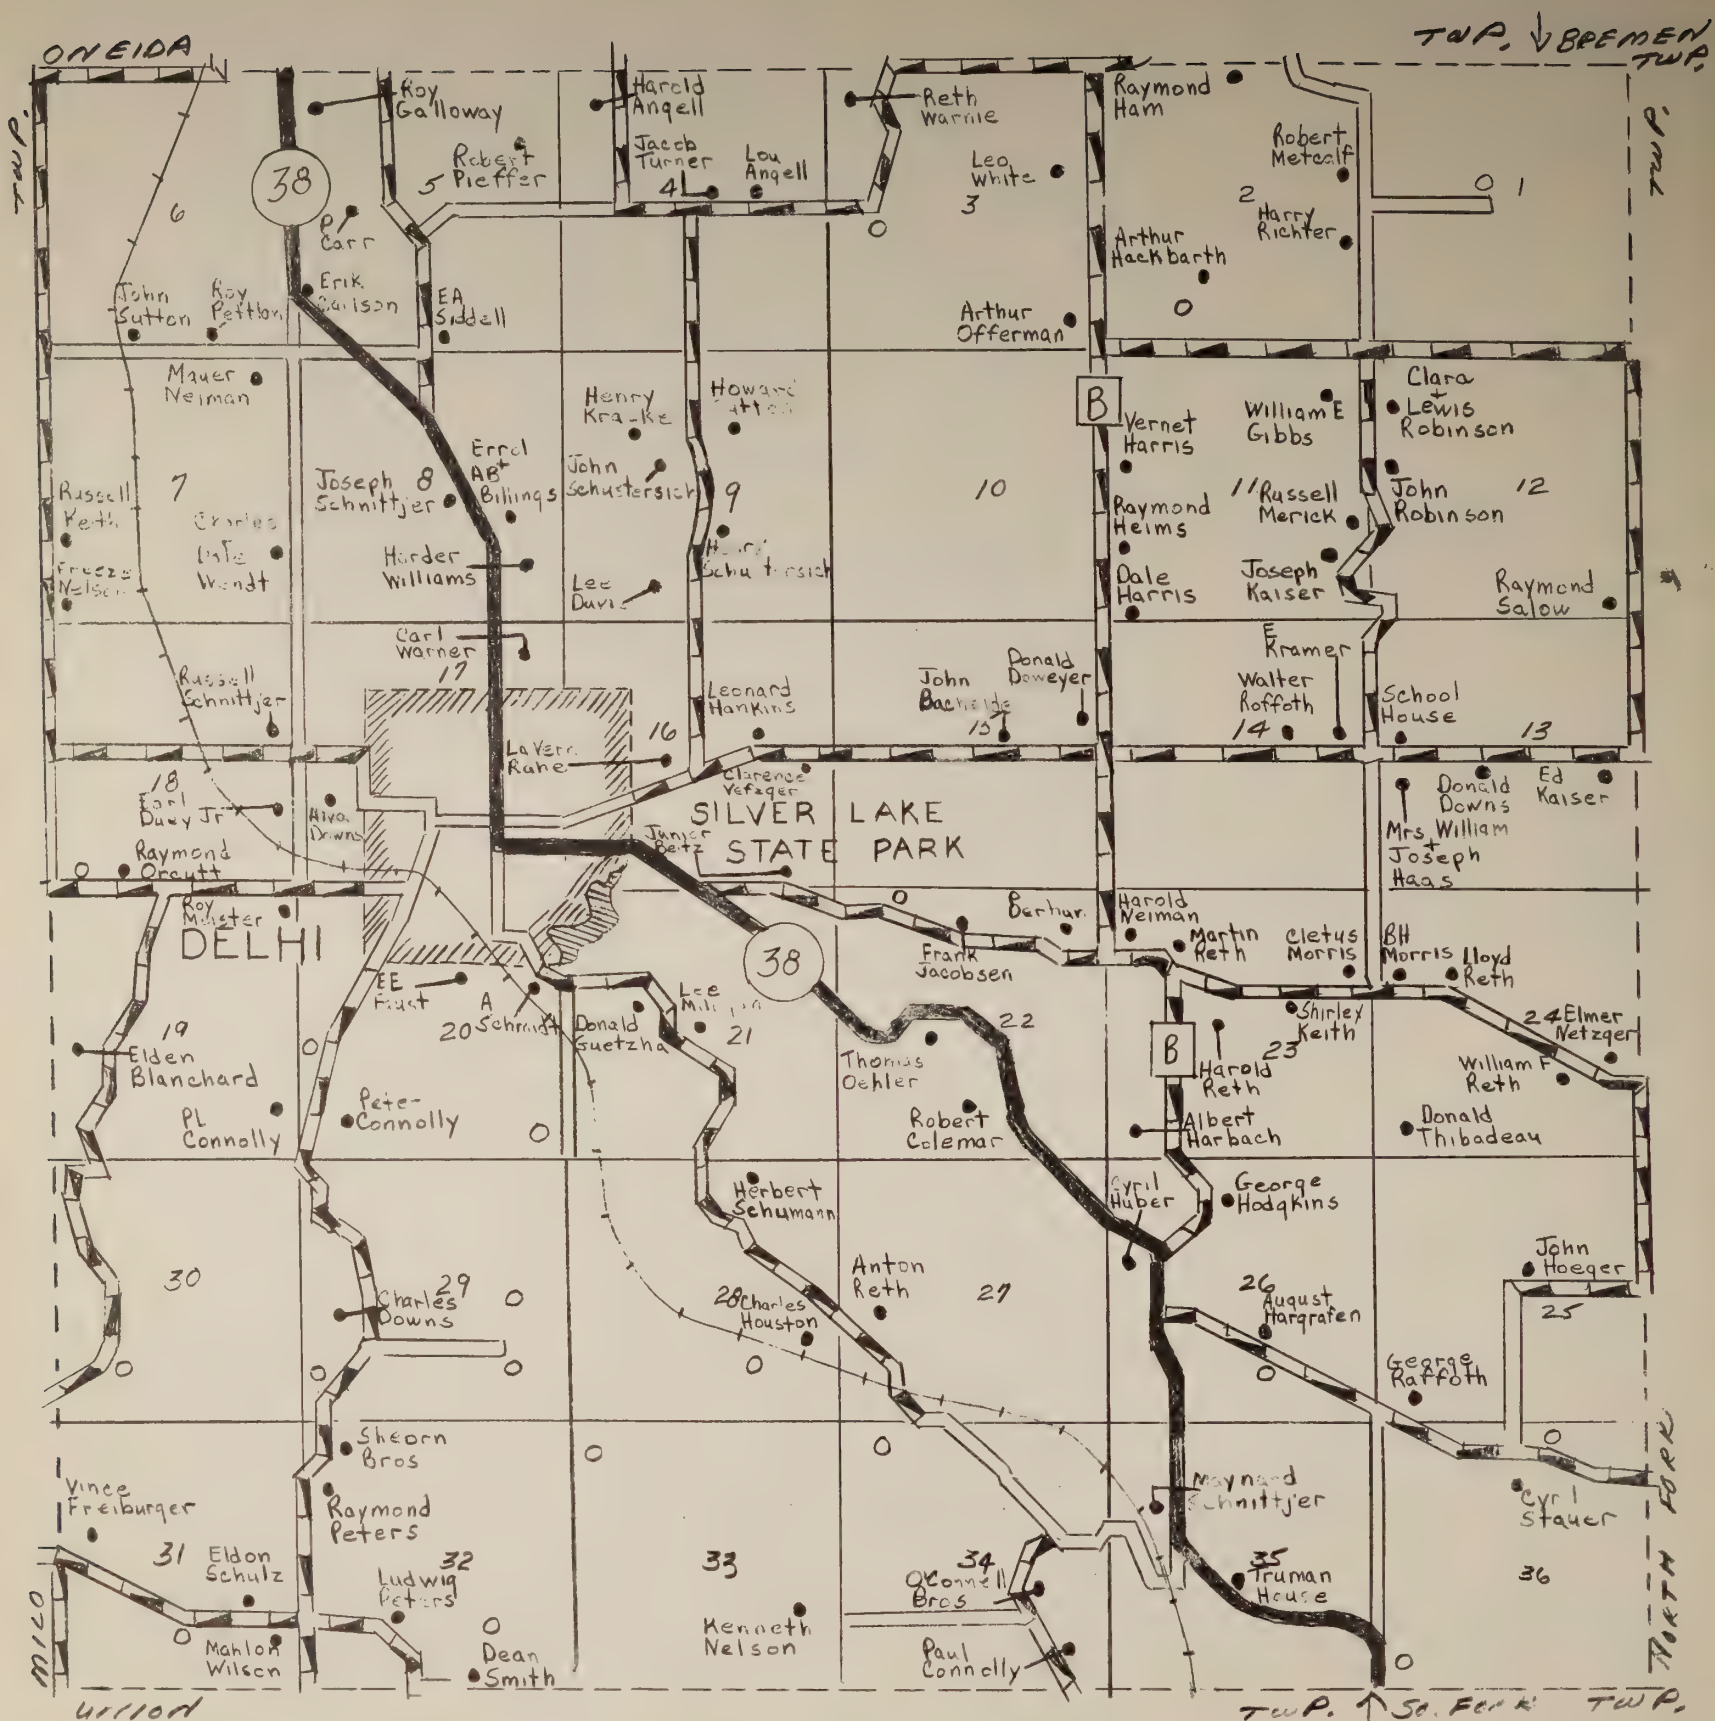 ONEIDA
TWP. ↓ BREMEN
TWP.
TWP.
TWP.
Roy
Galloway
Harold
Angell
Reth
Warnie
Raymond
Ham
Robert
Metcalf
38
Robert
Pieffer
5
Jacob
Turner
4
Lou
Angell
Leo
White
3
2
1
6
P
Carr
Harry
Richter
Arthur
Hackbarth
John
Sutton
Roy
Erik
EA
Siddell
Arthur
Offerman
Mauer
Neiman
Henry
Howard
B
Vernet
Harris
William E
Gibbs
Clara
+
Lewis
Robinson
Russell
Keith
7
Joseph
Schnittjer
8
Errol
AB+
Billings
John
Schustersich
9
10
Raymond
Heims
11
Russell
Merick
John
Robinson
12
Charles
Wendt
Nelson
Harder
Williams
Lee
Henry
Dale
Harris
Joseph
Kaiser
Raymond
Salow
Carl
Warner
17
E
Kramer
Russell
Schnittjer
Leonard
Hankins
John
Donald
Doweyer
15
Walter
Roffoth
14
School
House
13
16
LaVern
Ruhe
Clarence
18
Earl
Duey Jr
Alva
Downs
SILVER LAKE
STATE PARK
Junior
Beitz
Donald
Downs
Ed
Kaiser
Mrs William
+
Joseph
Haas
Raymond
Orcutt
Roy
Meister
DELHI
Harold
Neiman
Martin
Reth
Cletus
Morris
BH
Morris
Lloyd
Reth
Frank
Jacobsen
38
EE
Faust
A
Schmidt
20
Donald
Guetzha
Lee
21
22
Shirley
Keith
23
24
Elmer
Netzger
19
Elden
Blanchard
Thomas
Oehler
B
Harold
Reth
William F
Reth
PL
Connolly
Pete
Connolly
Robert
Albert
Harbach
Donald
Thibadeau
Herbert
Schumann
Cyril
Huber
George
Hodgkins
30
29
Charles
Downs
28
Charles
Houston
Anton
Reth
27
26
August
Hargrafen
John
Hoeger
25
George
Raffoth
Sheorn
Bros
Vince
Freiburger
Raymond
Peters
Maynard
Schnittjer
Cyril
Stauer
31
Eldon
Schulz
32
Ludwig
Peters
33
34
O'Connell
Bros
35
Truman
House
36
Mahlon
Wilson
Dean
Smith
Kenneth
Nelson
Paul
Connolly
MILO
NORTH FORK
UNION
TWP. ↑ SO. FORK TWP.